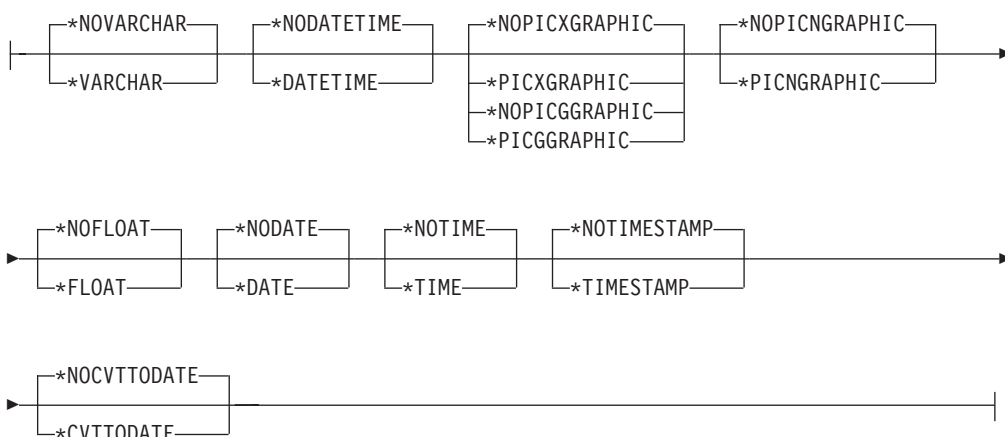 *NOVARCHAR *NODATETIME *NOPICXGRAPHIC *NOPICNGRAPHIC
*VARCHAR *DATETIME *PICXGRAPHIC *PICNGRAPHIC
*NOPICGGRAPHIC
*PICGGRAPHIC
*NOFLOAT *NODATE *NOTIME *NOTIMESTAMP
*FLOAT *DATE *TIME *TIMESTAMP
*NOCVTTODATE
*CVTTODATE